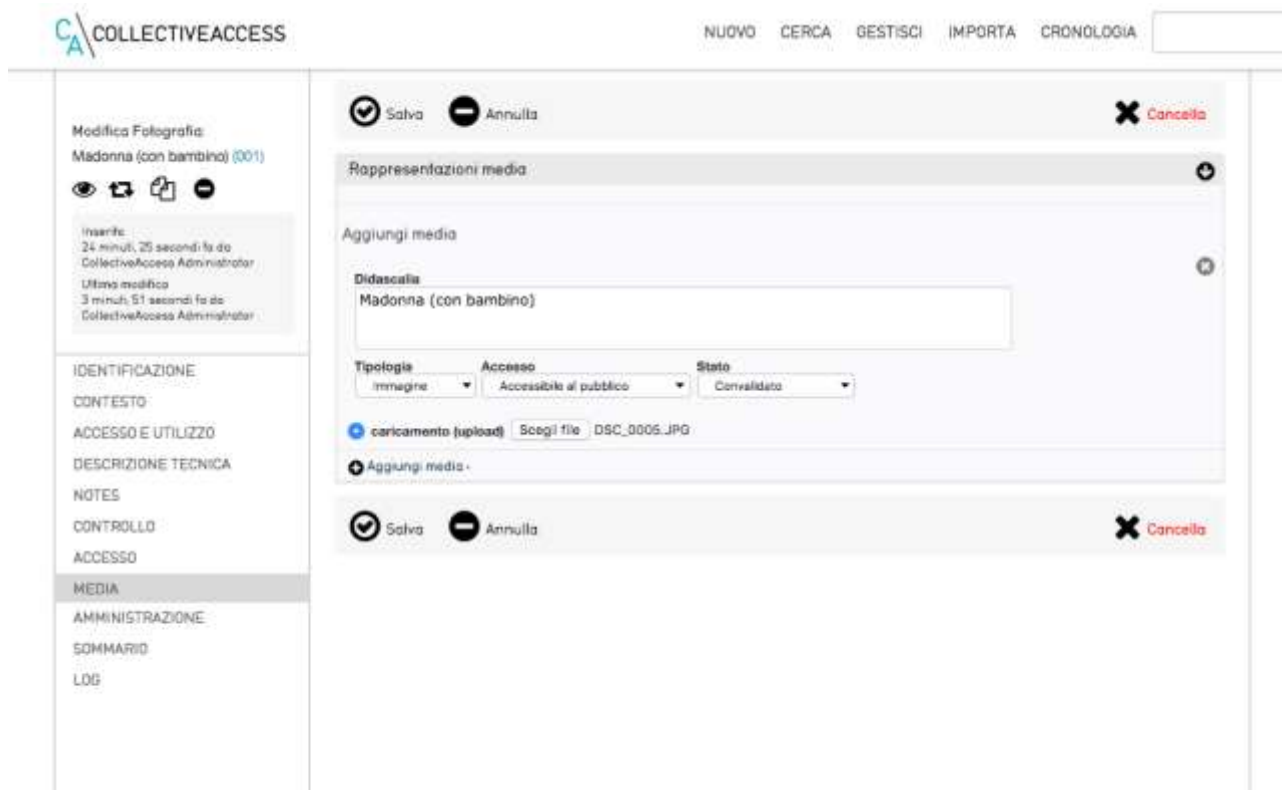 CA COLLECTIVEACCESS
NUOVO CERCA GESTISCI IMPORTA CRONOLOGIA
Modifica Fotografia:
Madonna (con bambino) (001)
Inserito
24 minuti, 25 secondi fa da
CollectiveAccess Administrator
Ultima modifica
3 minuti, 51 secondi fa da
CollectiveAccess Administrator
IDENTIFICAZIONE
CONTESTO
ACCESSO E UTILIZZO
DESCRIZIONE TECNICA
NOTES
CONTROLLO
ACCESSO
MEDIA
AMMINISTRAZIONE
SOMMARIO
LOG
Salva Annulla Cancella
Rappresentazioni media
Aggiungi media
Didascalia
Madonna (con bambino)
Tipologia Accesso Stato
Immagine Accessibile al pubblico Convalidato
caricamento (upload) Scegli file DSC_0005.JPG
Aggiungi media
Salva Annulla Cancella